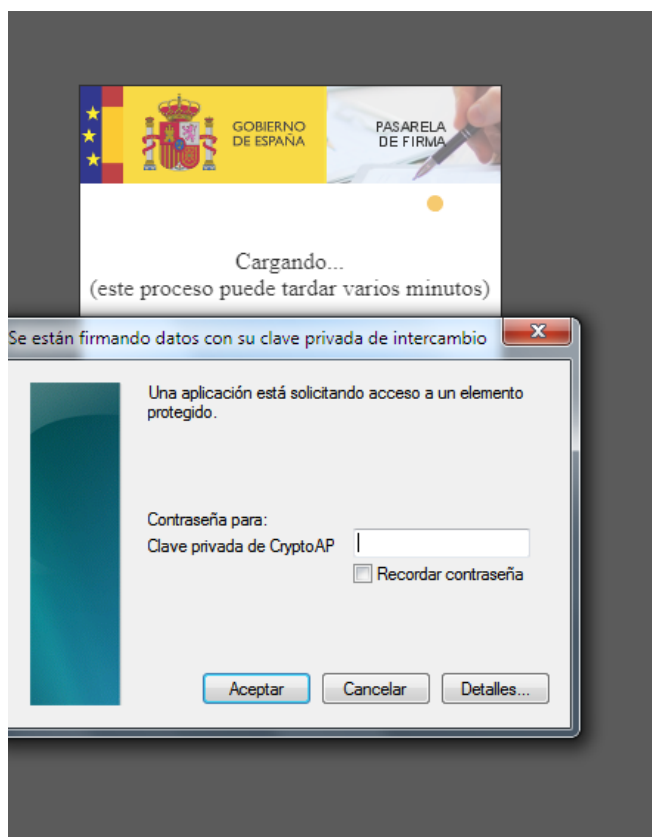 GOBIERNO
DE ESPAÑA
PASARELA
DE FIRMA
Cargando...
(este proceso puede tardar varios minutos)
Se están firmando datos con su clave privada de intercambio
Una aplicación está solicitando acceso a un elemento
protegido.
Contraseña para:
Clave privada de CryptoAP
Recordar contraseña
Aceptar
Cancelar
Detalles...